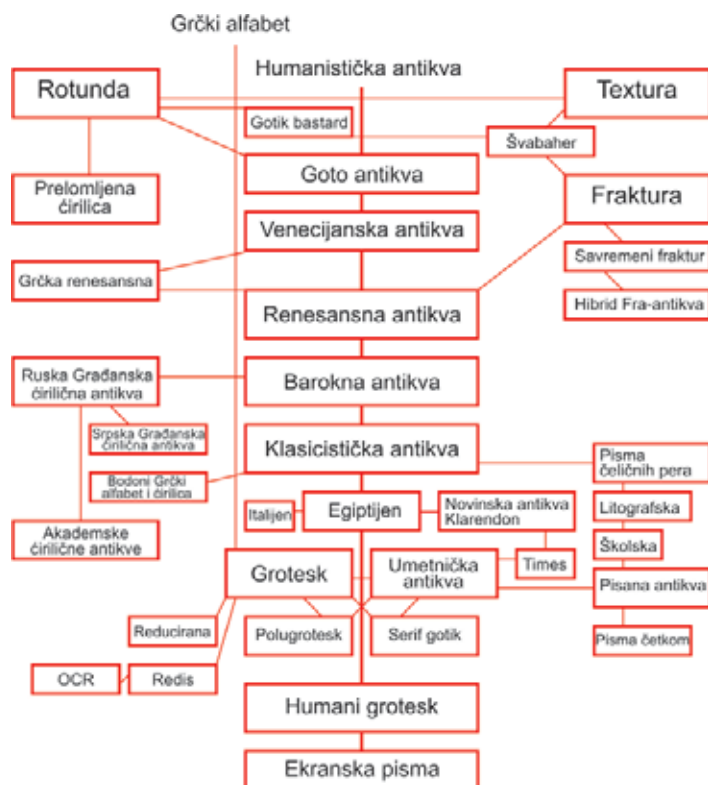 Grčki alfabet
Humanistička antikva
Rotunda
Textura
Gotik bastard
Švabaher
Goto antikva
Prelomljena
ćirilica
Fraktura
Venecijanska antikva
Savremeni fraktur
Grčka renesansna
Hibrid Fra-antikva
Renesansna antikva
Ruska Građanska
ćirilična antikva
Barokna antikva
Srpska Građanska
ćirilična antikva
Klasicistička antikva
Pisma
čeličnih pera
Bodoni Grčki
alfabet i ćirilica
Italijen
Egiptijen
Novinska antikva
Klarendon
Litografska
Akademske
ćirilične antikve
Školska
Grotesk
Umetnička
antikva
Times
Pisana antikva
Reducirana
Polugrotesk
Serif gotik
Pisma četkom
OCR
Redis
Humani grotesk
Ekranska pisma